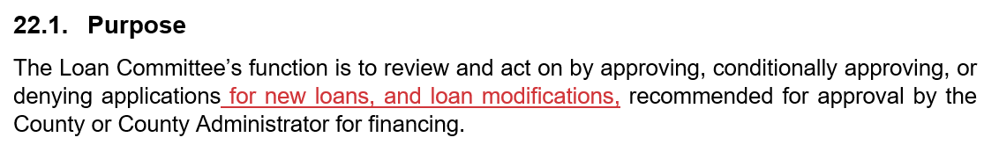 22.1. Purpose
The Loan Committee’s function is to review and act on by approving, conditionally approving, or
denying applications for new loans, and loan modifications, recommended for approval by the
County or County Administrator for financing.